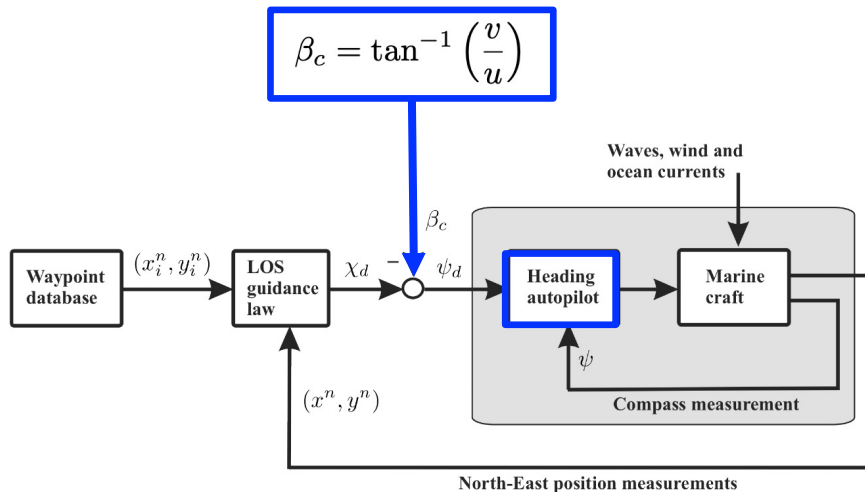 β_c = tan⁻¹ (v/u)
Waves, wind and
ocean currents
β_c
(x_i^n, y_i^n)
χ_d
−
ψ_d
Waypoint
database
LOS
guidance
law
Heading
autopilot
Marine
craft
ψ
(x^n, y^n)
Compass measurement
North-East position measurements